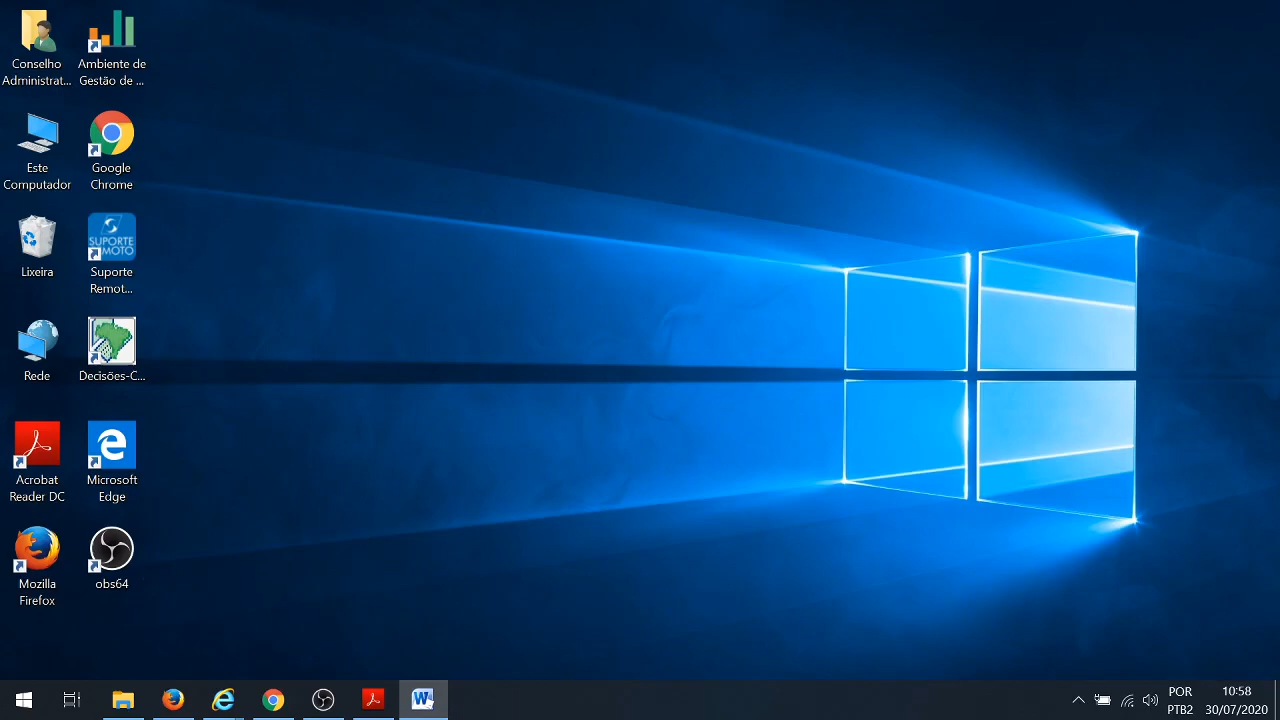 Conselho
Administrat...
Ambiente de
Gestão de ...
Este
Computador
Google
Chrome
Lixeira
SUPORTE
Suporte
Remot...
Rede
Decisões-C...
Acrobat
Reader DC
Microsoft
Edge
Mozilla
Firefox
obs64
POR
PTB2
10:58
30/07/2020